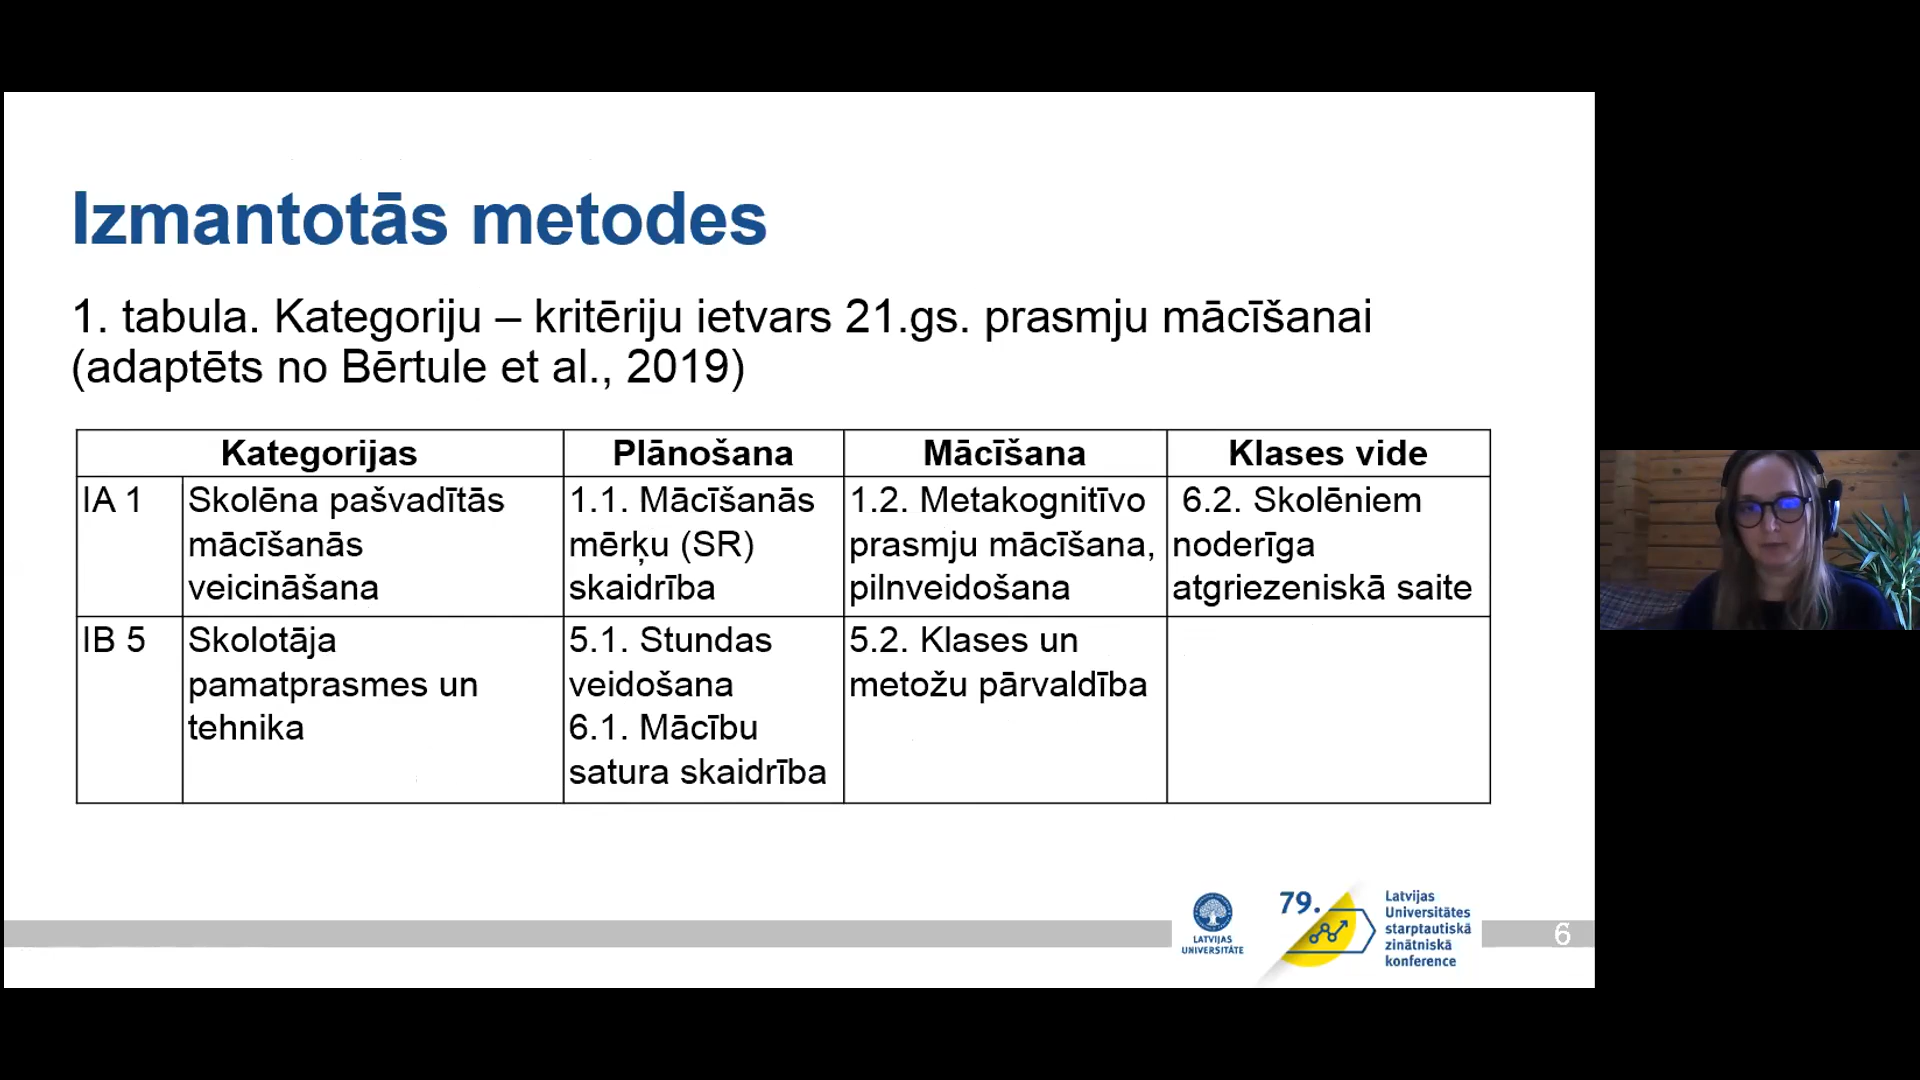 Izmantotās metodes
1. tabula. Kategoriju – kritēriju ietvars 21.gs. prasmju mācīšanai
(adaptēts no Bērtule et al., 2019)
Kategorijas Plānošana Mācīšana Klases vide
IA 1
Skolēna pašvadītās
mācīšanās
veicināšana
1.1. Mācīšanās
mērķu (SR)
skaidrība
1.2. Metakognitīvo
prasmju mācīšana,
pilnveidošana
6.2. Skolēniem
noderīga
atgriezeniskā saite
IB 5
Skolotāja
pamatprasmes un
tehnika
5.1. Stundas
veidošana
6.1. Mācību
satura skaidrība
5.2. Klases un
metožu pārvaldība
LATVIJAS
UNIVERSITĀTE
79.
Latvijas
Universitātes
starptautiskā
zinātniskā
konference
6